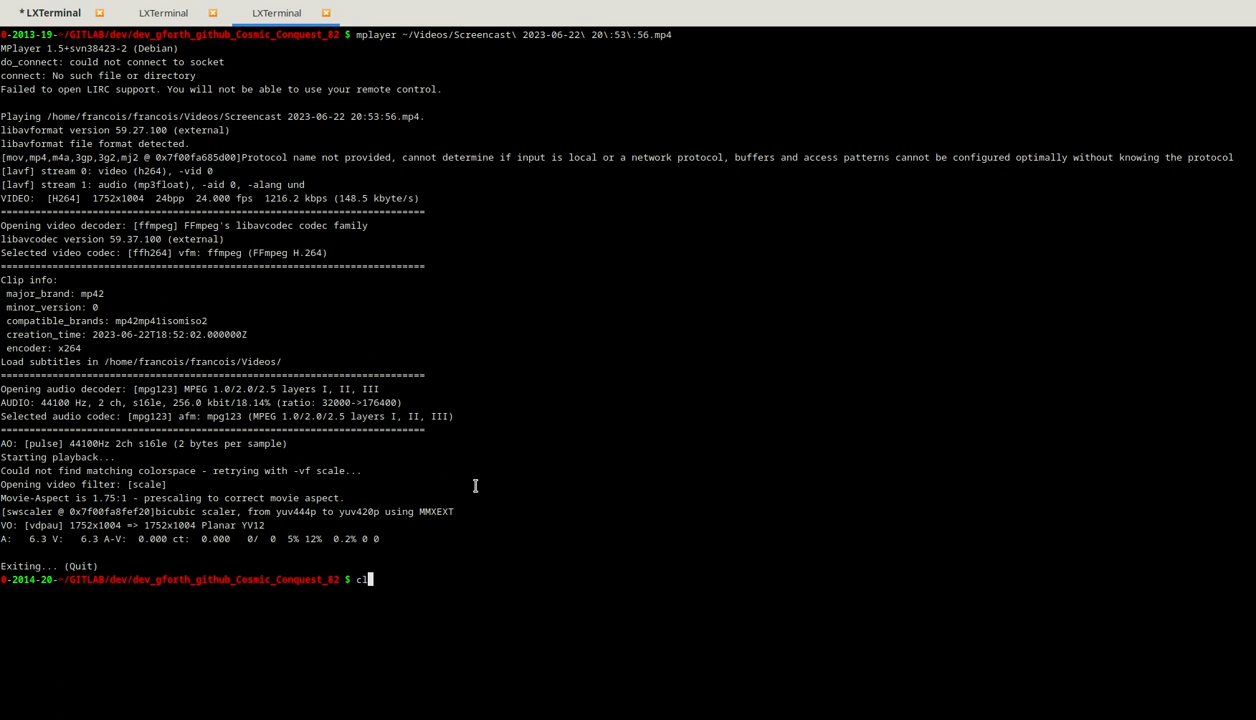 * LXTerminal LXTerminal LXTerminal
0-2013-19-~/GITLAB/dev/dev_gforth_github_Cosmic_Conquest_82 $ mplayer ~/Videos/Screencast\ 2023-06-22\ 20\:53\:56.mp4
MPlayer 1.5+svn38423-2 (Debian)
do_connect: could not connect to socket
connect: No such file or directory
Failed to open LIRC support. You will not be able to use your remote control.
Playing /home/francois/francois/Videos/Screencast 2023-06-22 20:53:56.mp4.
libavformat version 59.27.100 (external)
libavformat file format detected.
[mov,mp4,m4a,3gp,3g2,mj2 @ 0x7f00fa685d00]Protocol name not provided, cannot determine if input is local or a network protocol, buffers and access patterns cannot be configured optimally without knowing the protocol
[lavf] stream 0: video (h264), -vid 0
[lavf] stream 1: audio (mp3float), -aid 0, -alang und
VIDEO:  [H264]  1752x1004  24bpp  24.000 fps  1216.2 kbps (148.5 kbyte/s)
==========================================================================
Opening video decoder: [ffmpeg] FFmpeg's libavcodec codec family
libavcodec version 59.37.100 (external)
Selected video codec: [ffh264] vfm: ffmpeg (FFmpeg H.264)
==========================================================================
Clip info:
major_brand: mp42
minor_version: 0
compatible_brands: mp42mp41isomiso2
creation_time: 2023-06-22T18:52:02.000000Z
encoder: x264
Load subtitles in /home/francois/francois/Videos/
==========================================================================
Opening audio decoder: [mpg123] MPEG 1.0/2.0/2.5 layers I, II, III
AUDIO: 44100 Hz, 2 ch, s16le, 256.0 kbit/18.14% (ratio: 32000->176400)
Selected audio codec: [mpg123] afm: mpg123 (MPEG 1.0/2.0/2.5 layers I, II, III)
==========================================================================
AO: [pulse] 44100Hz 2ch s16le (2 bytes per sample)
Starting playback...
Could not find matching colorspace - retrying with -vf scale...
Opening video filter: [scale]
Movie-Aspect is 1.75:1 - prescaling to correct movie aspect.
[swscaler @ 0x7f00fa8fef20]bicubic scaler, from yuv444p to yuv420p using MMXEXT
VO: [vdpau] 1752x1004 => 1752x1004 Planar YV12
A:   6.3 V:   6.3 A-V:  0.000 ct:  0.000   0/  0  5% 12%  0.2% 0 0
Exiting... (Quit)
0-2014-20-~/GITLAB/dev/dev_gforth_github_Cosmic_Conquest_82 $ cl